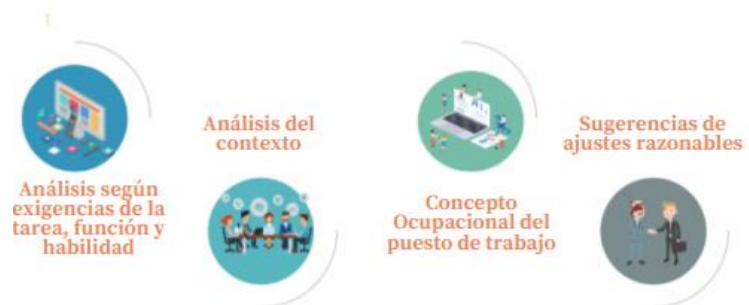 1
Análisis según
exigencias de la
tarea, función y
habilidad
Análisis del
contexto
Concepto
Ocupacional del
puesto de trabajo
Sugerencias de
ajustes razonables